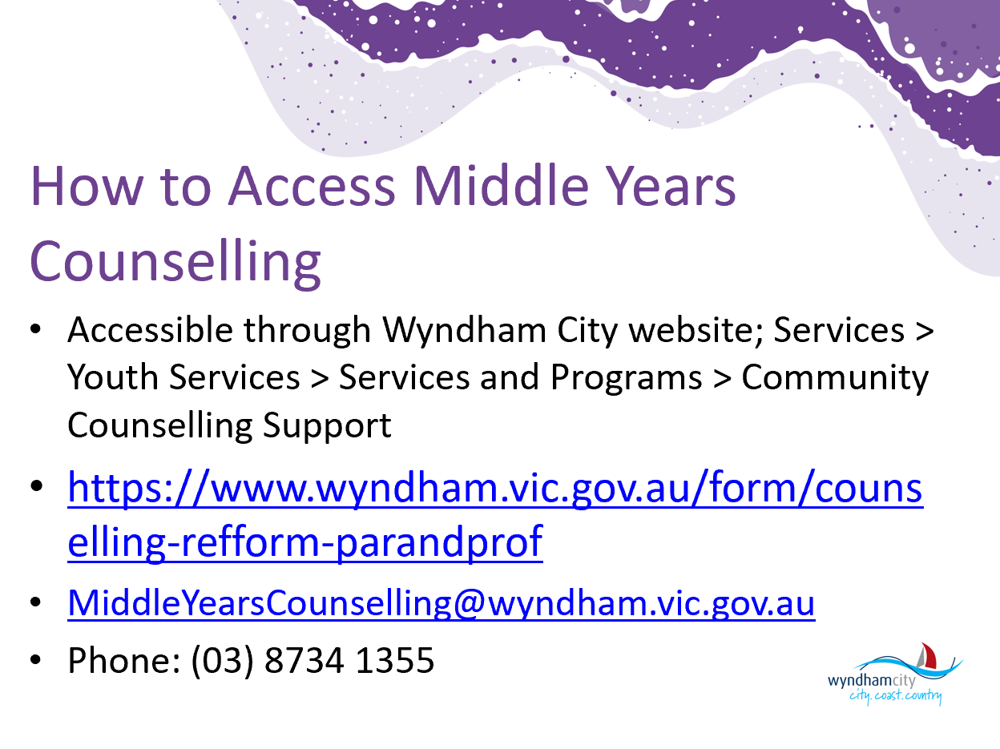 How to Access Middle Years
Counselling
• Accessible through Wyndham City website; Services >
Youth Services > Services and Programs > Community
Counselling Support
• https://www.wyndham.vic.gov.au/form/couns
elling-refform-parandprof
• MiddleYearsCounselling@wyndham.vic.gov.au
• Phone: (03) 8734 1355
wyndhamcity
city. coast. country